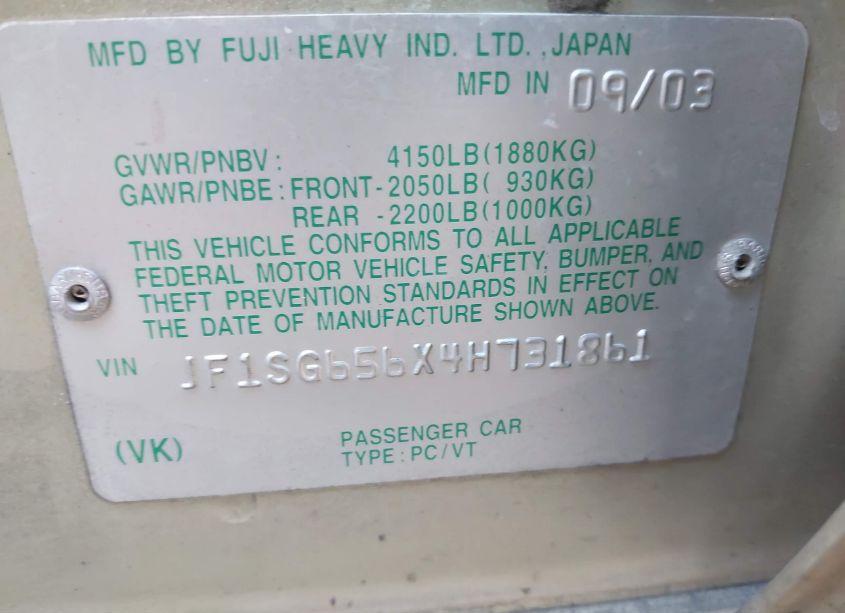 MFD BY FUJI HEAVY IND. LTD. ,JAPAN
MFD IN 09/03
GVWR/PNBV : 4150LB(1880KG)
GAWR/PNBE : FRONT-2050LB( 930KG)
REAR -2200LB(1000KG)
THIS VEHICLE CONFORMS TO ALL APPLICABLE
FEDERAL MOTOR VEHICLE SAFETY, BUMPER, AND
THEFT PREVENTION STANDARDS IN EFFECT ON
THE DATE OF MANUFACTURE SHOWN ABOVE.
VIN JF1SG656X4H731861
(VK) PASSENGER CAR
TYPE : PC/VT